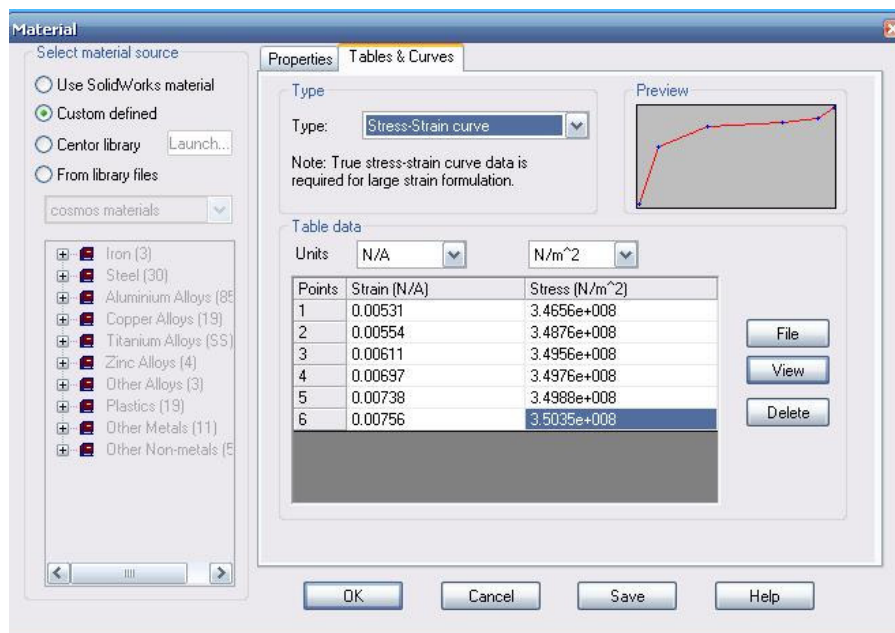 Material
Select material source
Use SolidWorks material
Custom defined
Centor library
Launch...
From library files
cosmos materials
Iron (3)
Steel (30)
Aluminium Alloys (85
Copper Alloys (19)
Titanium Alloys (SS)
Zinc Alloys (4)
Other Alloys (3)
Plastics (19)
Other Metals (11)
Other Non-metals (5
Properties
Tables & Curves
Type
Type:
Stress-Strain curve
Note: True stress-strain curve data is
required for large strain formulation.
Preview
Table data
Units
N/A
N/m^2
Points Strain (N/A) Stress (N/m^2)
1 0.00531 3.4656e+008
2 0.00554 3.4876e+008
3 0.00611 3.4956e+008
4 0.00697 3.4976e+008
5 0.00738 3.4988e+008
6 0.00756 3.5035e+008
File
View
Delete
OK
Cancel
Save
Help